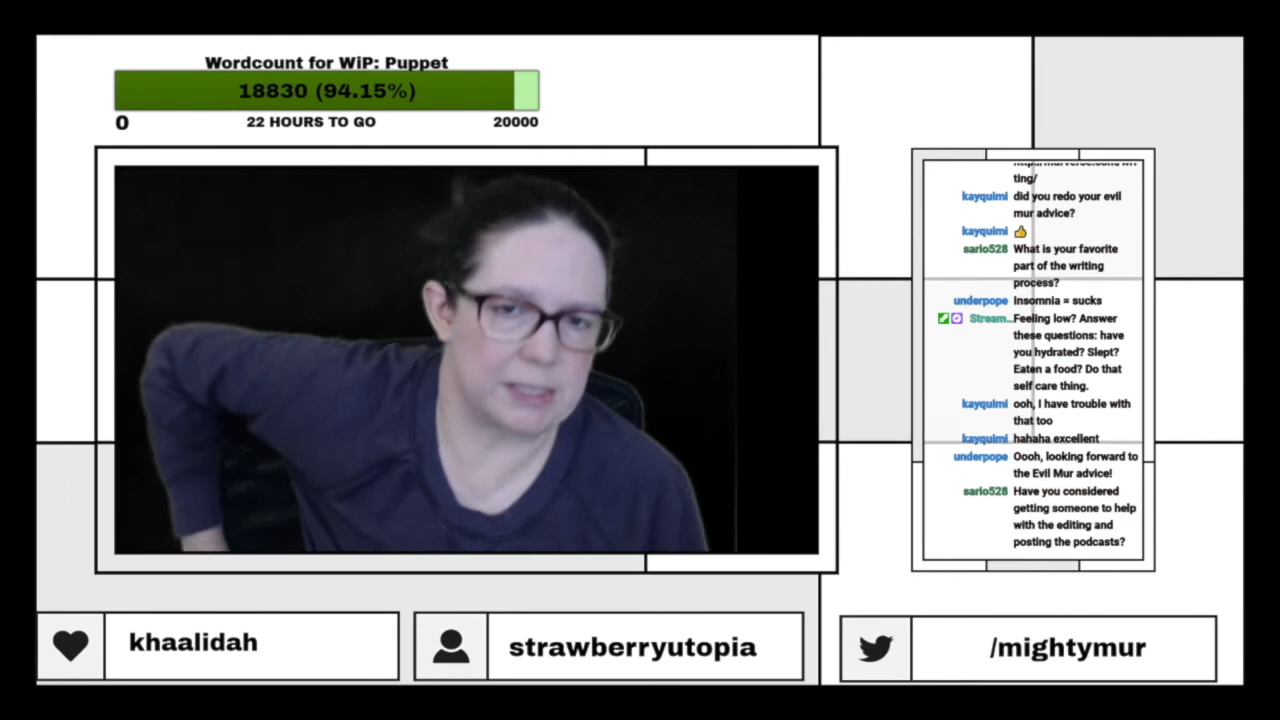 Wordcount for WiP: Puppet
18830 (94.15%)
0 22 HOURS TO GO 20000
ting/
kayquimi did you redo your evil
mur advice?
kayquimi 👍
sario528 What is your favorite
part of the writing
process?
underpope Insomnia = sucks
Stream... Feeling low? Answer
these questions: have
you hydrated? Slept?
Eaten a food? Do that
self care thing.
kayquimi ooh, I have trouble with
that too
kayquimi hahaha excellent
underpope Oooh, looking forward to
the Evil Mur advice!
sario528 Have you considered
getting someone to help
with the editing and
posting the podcasts?
khaalidah
strawberryutopia
/mightymur